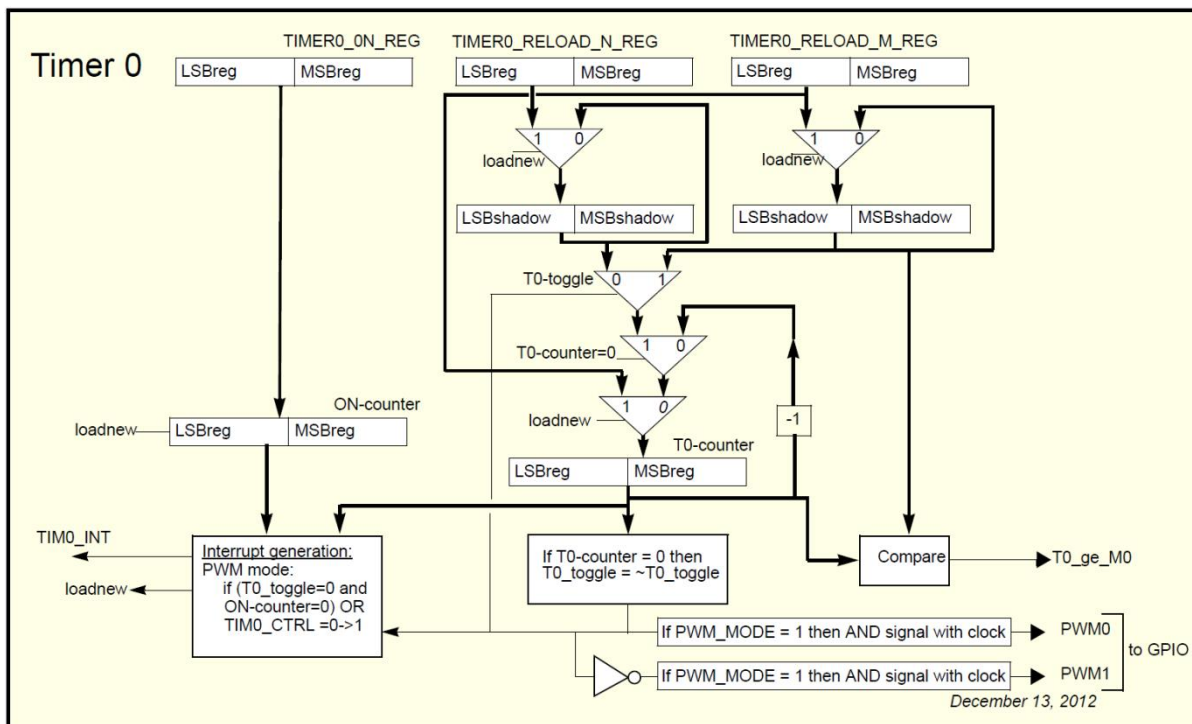 Timer 0
TIMER0_0N_REG
TIMER0_RELOAD_N_REG
TIMER0_RELOAD_M_REG
LSBreg MSBreg
LSBreg MSBreg
LSBreg MSBreg
1 0
loadnew
1 0
loadnew
LSBshadow MSBshadow
LSBshadow MSBshadow
T0-toggle
0 1
T0-counter=0
1 0
ON-counter
loadnew
LSBreg MSBreg
1 0
loadnew
-1
T0-counter
LSBreg MSBreg
TIM0_INT
loadnew
Interrupt generation:
PWM mode:
if (T0_toggle=0 and
ON-counter=0) OR
TIM0_CTRL =0->1
If T0-counter = 0 then
T0_toggle = ~T0_toggle
Compare
T0_ge_M0
If PWM_MODE = 1 then AND signal with clock
PWM0
to GPIO
If PWM_MODE = 1 then AND signal with clock
PWM1
December 13, 2012